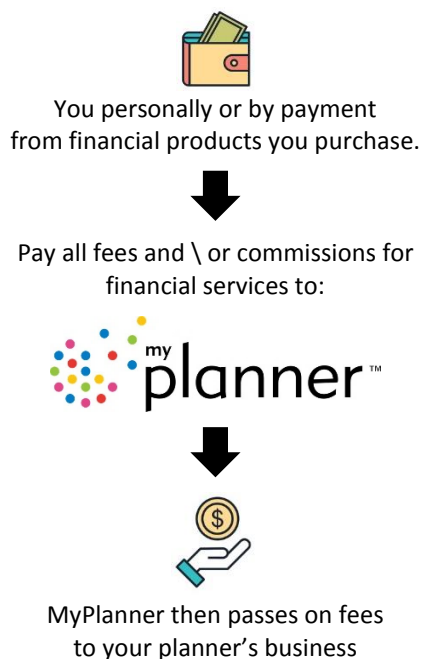 You personally or by payment
from financial products you purchase.
Pay all fees and \ or commissions for
financial services to:
my
planner™
$
MyPlanner then passes on fees
to your planner’s business